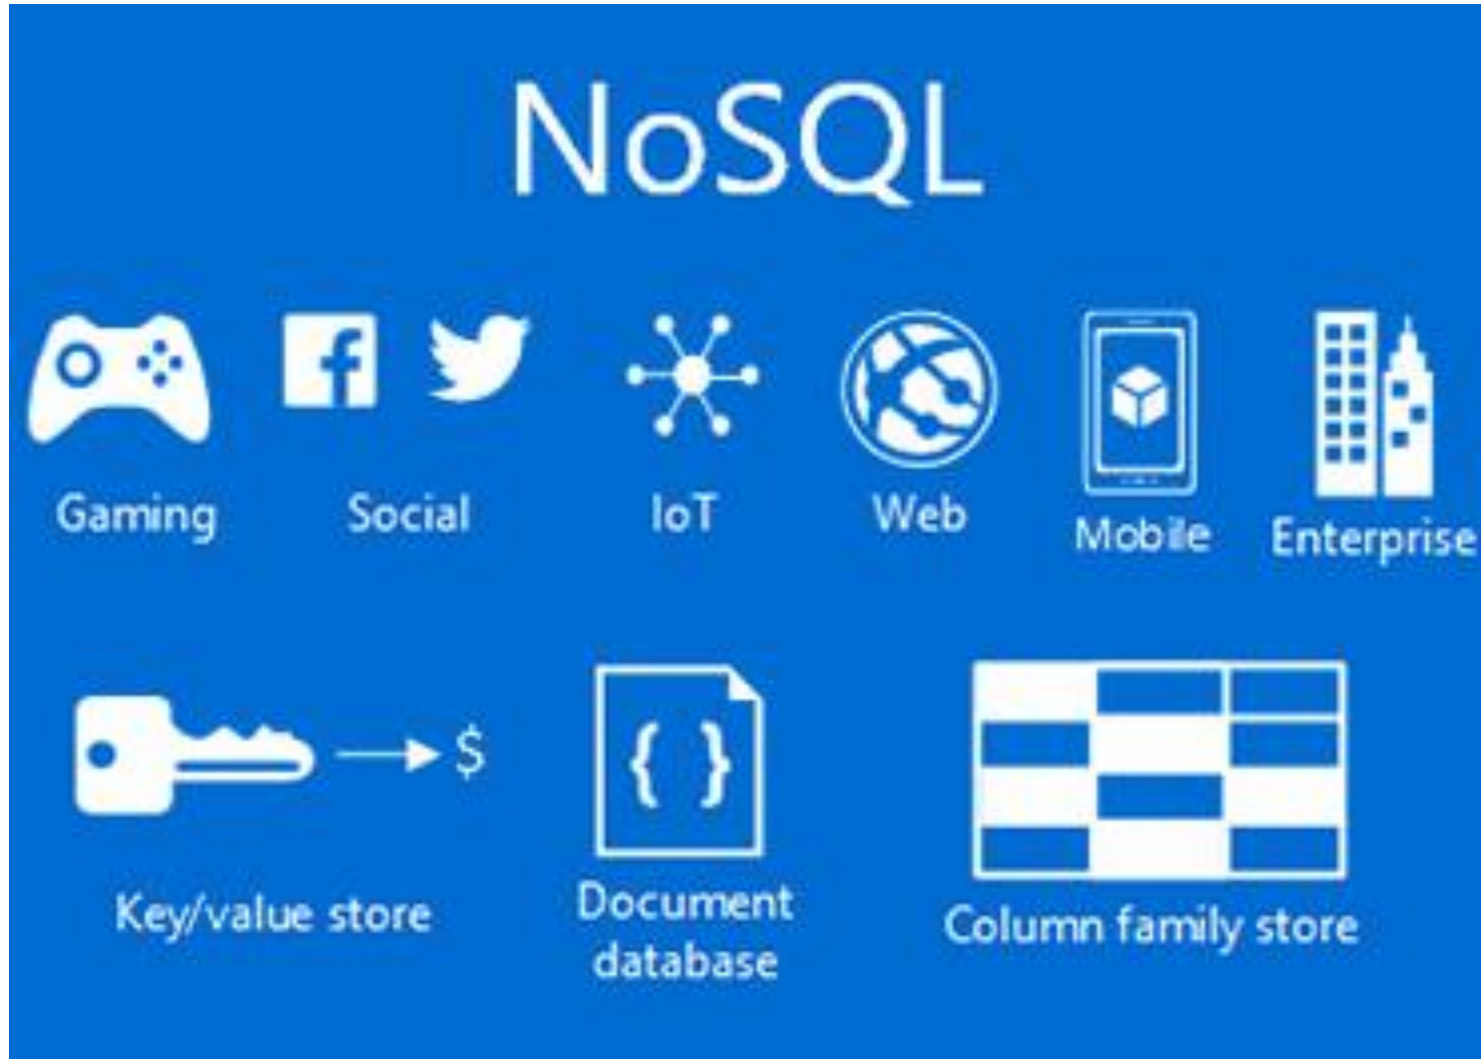 NoSQL
Gaming
Social
IoT
Web
Mobile
Enterprise
$
{ }
Key/value store
Document
database
Column family store